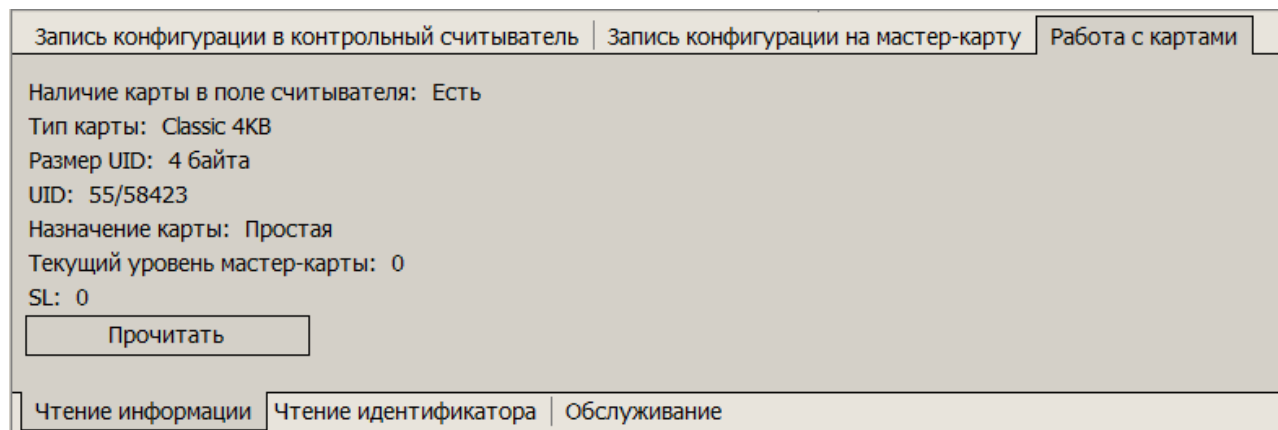 Запись конфигурации в контрольный считыватель Запись конфигурации на мастер-карту Работа с картами
Наличие карты в поле считывателя: Есть
Тип карты: Classic 4KB
Размер UID: 4 байта
UID: 55/58423
Назначение карты: Простая
Текущий уровень мастер-карты: 0
SL: 0
Прочитать
Чтение информации Чтение идентификатора Обслуживание